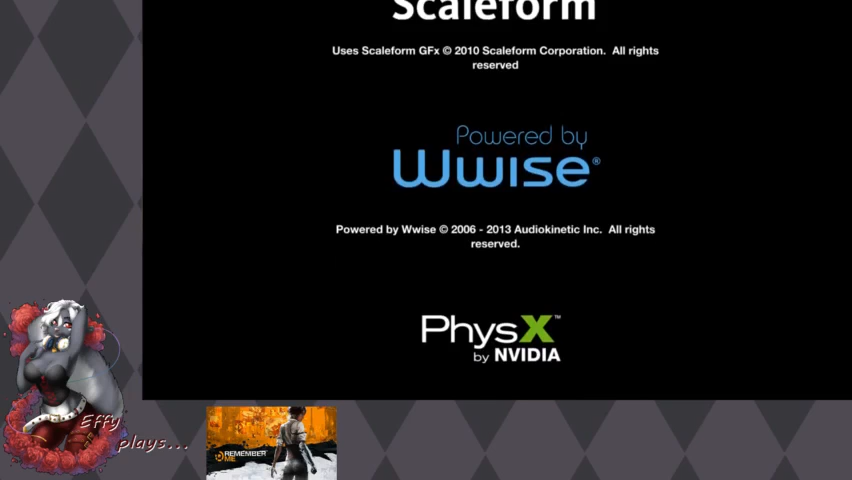 Scaleform
Uses Scaleform GFx © 2010 Scaleform Corporation. All rights
reserved
Powered by
Wwise®
Powered by Wwise © 2006 - 2013 Audiokinetic Inc. All rights
reserved.
PhysX™
by NVIDIA
Effy
plays...
REMEMBER
ME